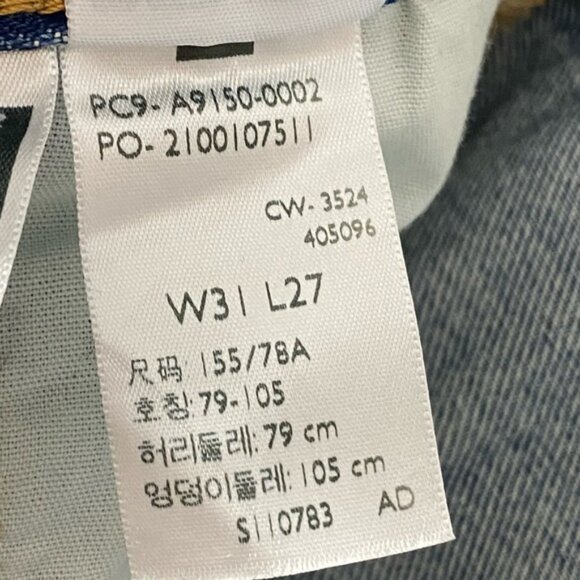 PC9- A9150-0002
PO- 2100107511
CW- 3524
405096
W31 L27
尺码: 155/78A
호칭: 79-105
허리둘레: 79 cm
엉덩이둘레: 105 cm
S110783 AD